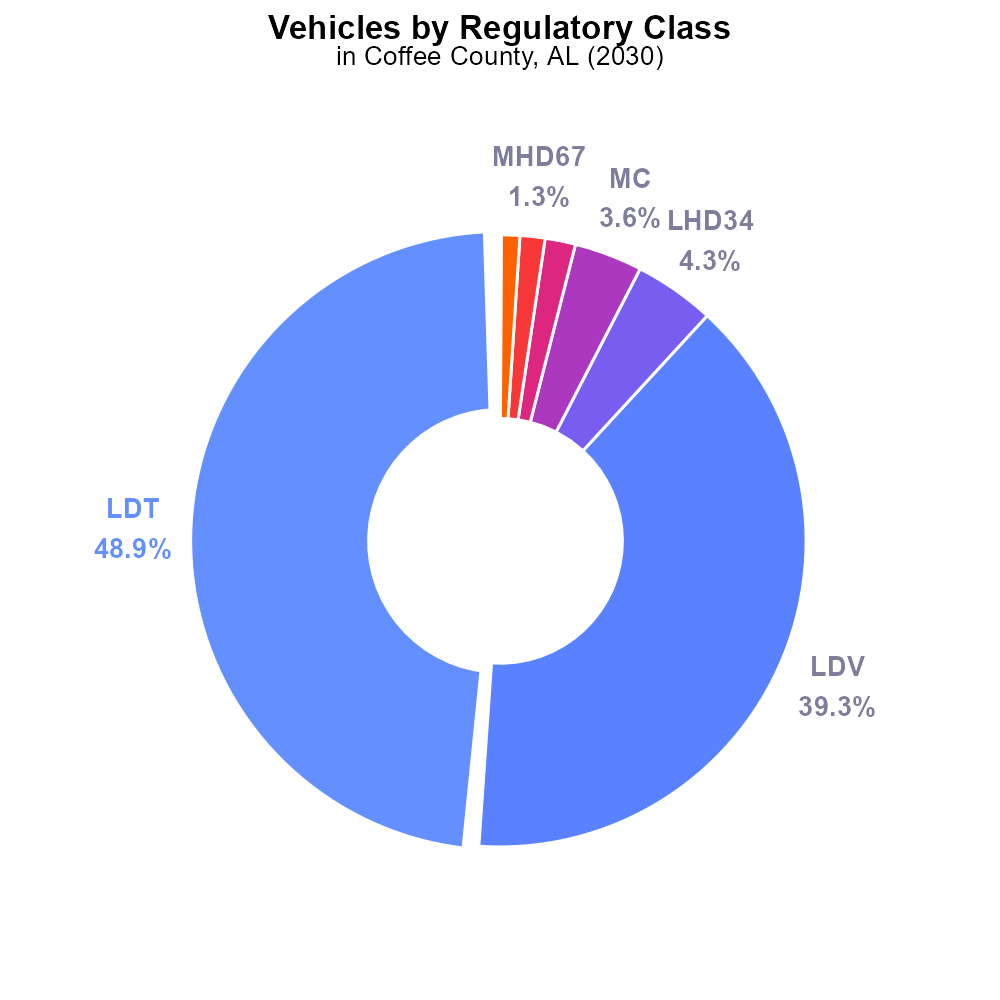 Vehicles by Regulatory Class
in Coffee County, AL (2030)
MHD67
1.3%
MC
3.6%
LHD34
4.3%
LDT
48.9%
LDV
39.3%